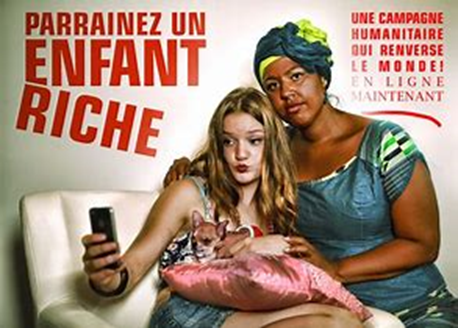 PARRAINEZ UN
ENFANT
RICHE
UNE CAMPAGNE
HUMANITAIRE
QUI RENVERSE
LE MONDE!
EN LIGNE
MAINTENANT